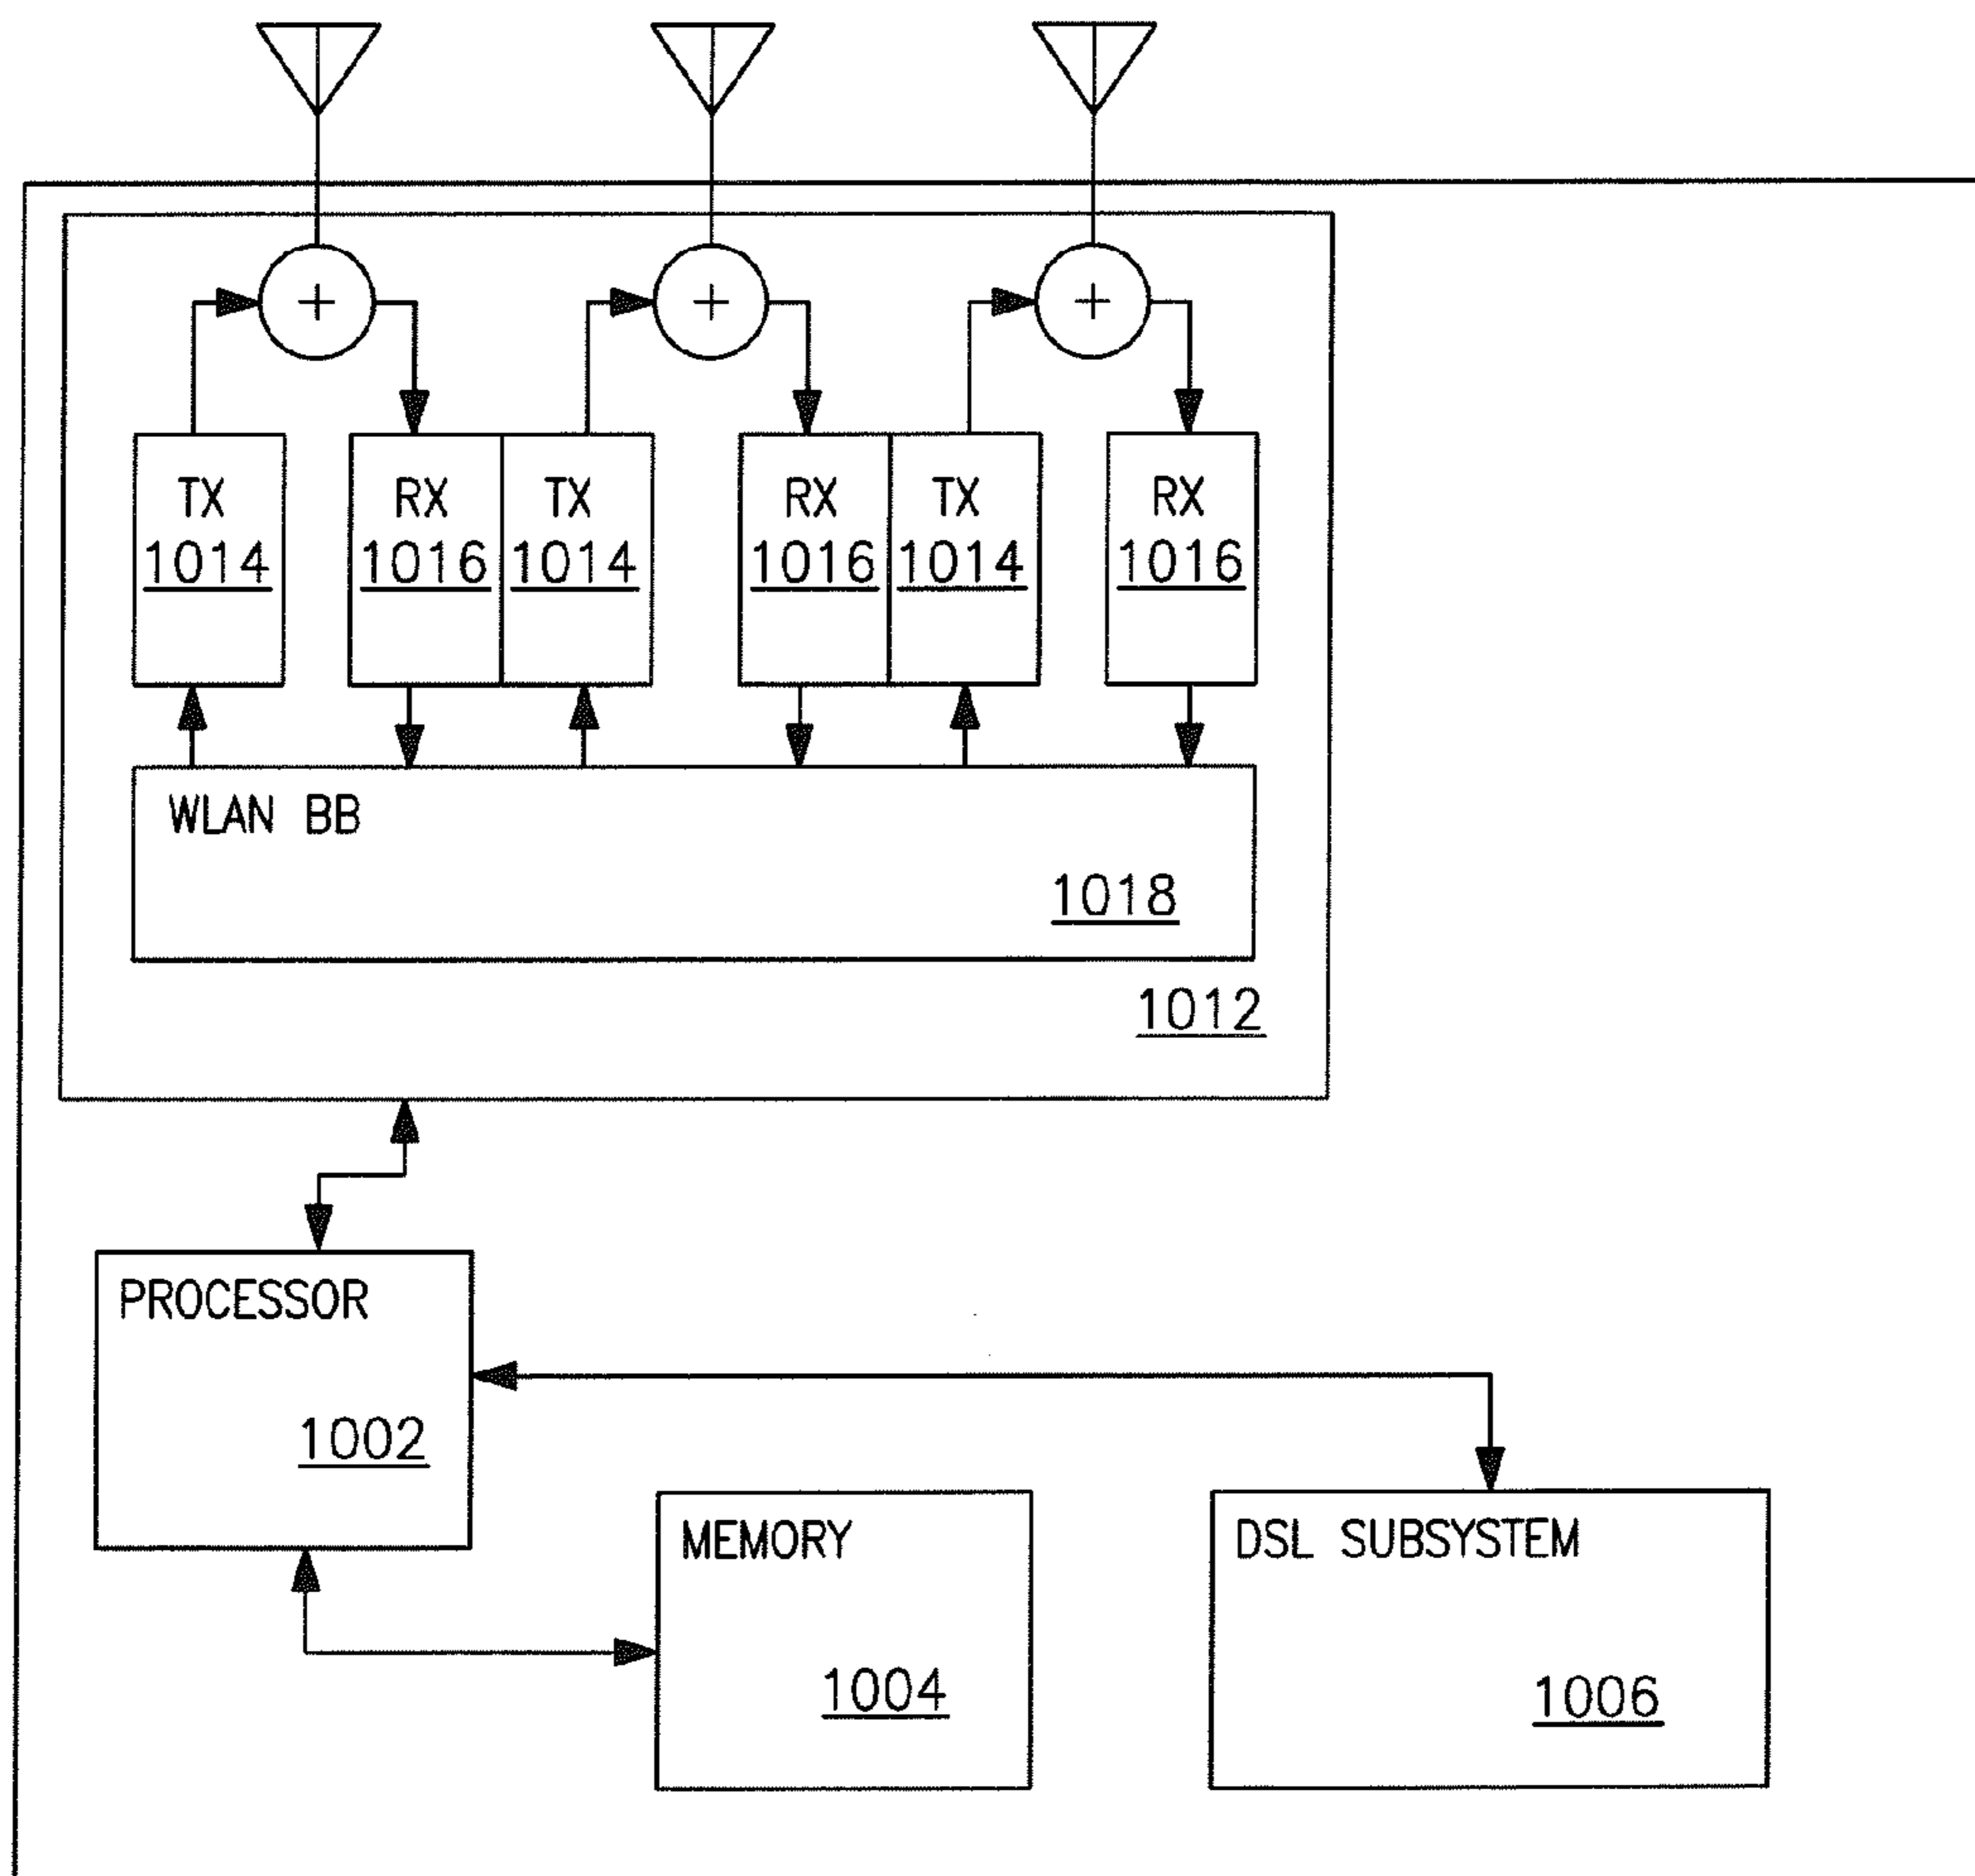 + + +
TX RX TX RX TX RX
1014 1016 1014 1016 1014 1016
WLAN BB
1018
1012
PROCESSOR
1002
MEMORY
1004
DSL SUBSYSTEM
1006